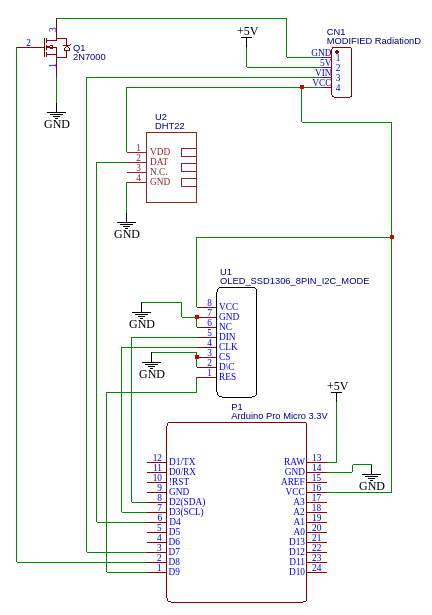 3
2
Q1
2N7000
1
GND
+5V
CN1
MODIFIED RadiationD
GND
1
5V
2
VIN
3
VCC
4
U2
DHT22
1 VDD
2 DAT
3 N.C.
4 GND
GND
U1
OLED_SSD1306_8PIN_I2C_MODE
8 VCC
7 GND
6 NC
5 DIN
4 CLK
3 CS
2 D\C
1 RES
GND
GND
P1
Arduino Pro Micro 3.3V
+5V
12 D1/TX RAW 13
11 D0/RX GND 14
10 !RST AREF 15
9 GND VCC 16
8 D2(SDA) A3 17
7 D3(SCL) A2 18
6 D4 A1 19
5 D5 A0 20
4 D6 D13 21
3 D7 D12 22
2 D8 D11 23
1 D9 D10 24
GND